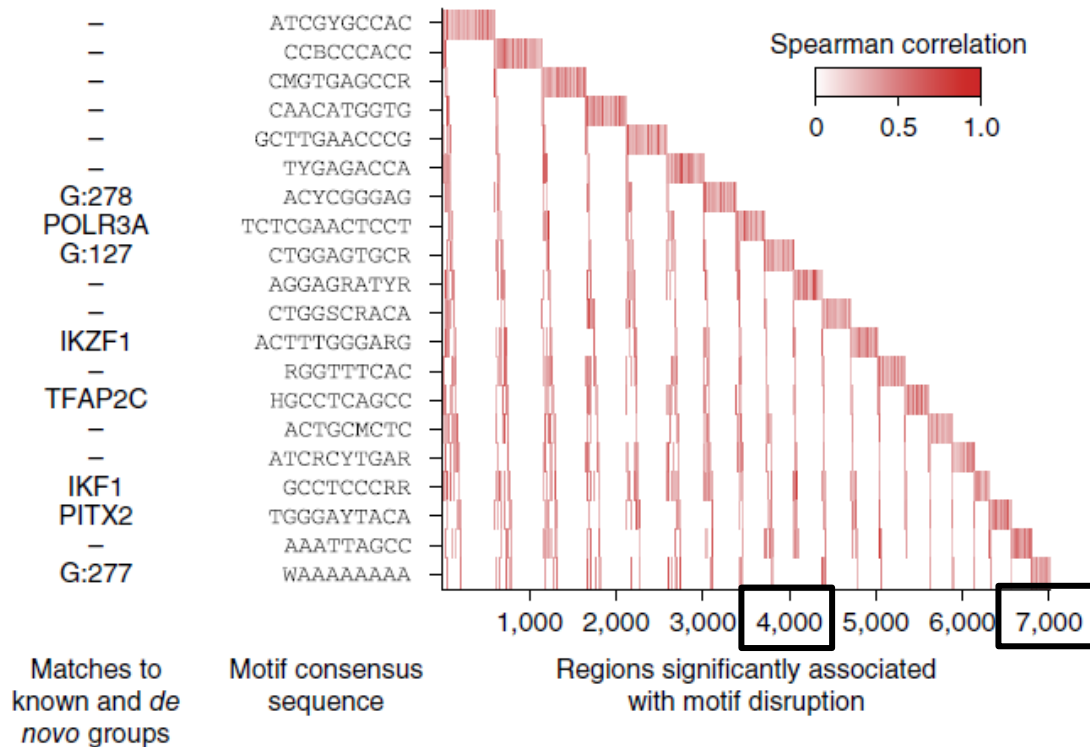 – ATCGYGCCAC
– CCBCCCACC
– CMGTGAGCCR
– CAACATGGTG
– GCTTGAACCCG
– TYGAGACCA
G:278 ACYCGGGAG
POLR3A TCTCGAACTCCT
G:127 CTGGAGTGCR
– AGGAGRATYR
– CTGGSCRACA
IKZF1 ACTTTGGGARG
– RGGTTTCAC
TFAP2C HGCCTCAGCC
– ACTGCMCTC
– ATCRCYTGAR
IKF1 GCCTCCCRR
PITX2 TGGGAYTACA
– AAATTAGCC
G:277 WAAAAAAAA
Spearman correlation
0 0.5 1.0
1,000 2,000 3,000 4,000 5,000 6,000 7,000
Matches to
known and de
novo groups
Motif consensus
sequence
Regions significantly associated
with motif disruption